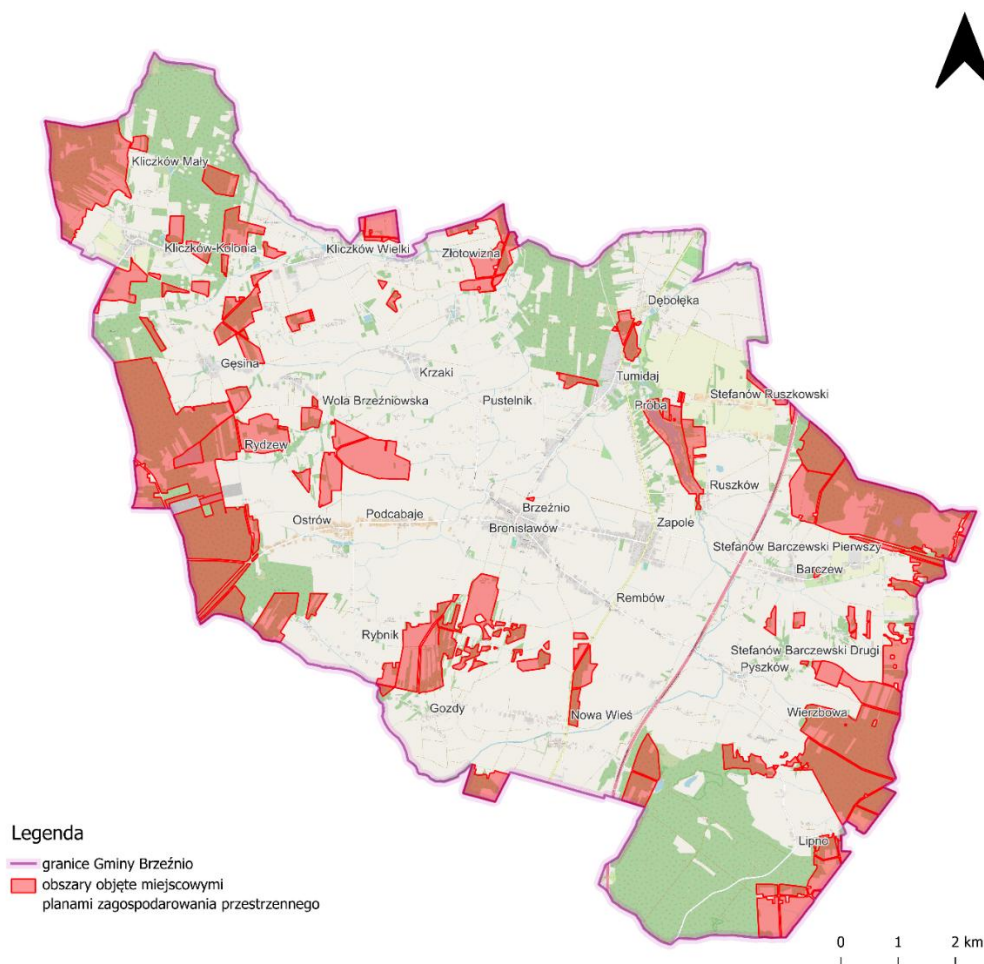 Kliczków Mały
Kliczków-Kolonia
Kliczków Wielki
Złotowizna
Dębołęka
Gęsina
Krzaki
Tumidaj
Wola Brzeźniowska
Pustelnik
Stefanów Ruszkowski
Próba
Rydzew
Ruszków
Ostrów
Podcabaje
Brzeźnio
Bronisławów
Zapole
Stefanów Barczewski Pierwszy
Barczew
Rembów
Rybnik
Stefanów Barczewski Drugi
Pyszków
Gozdy
Nowa Wieś
Wierzbowa
Lipno
Legenda
granice Gminy Brzeźnio
obszary objęte miejscowymi
planami zagospodarowania przestrzennego
0 1 2 km